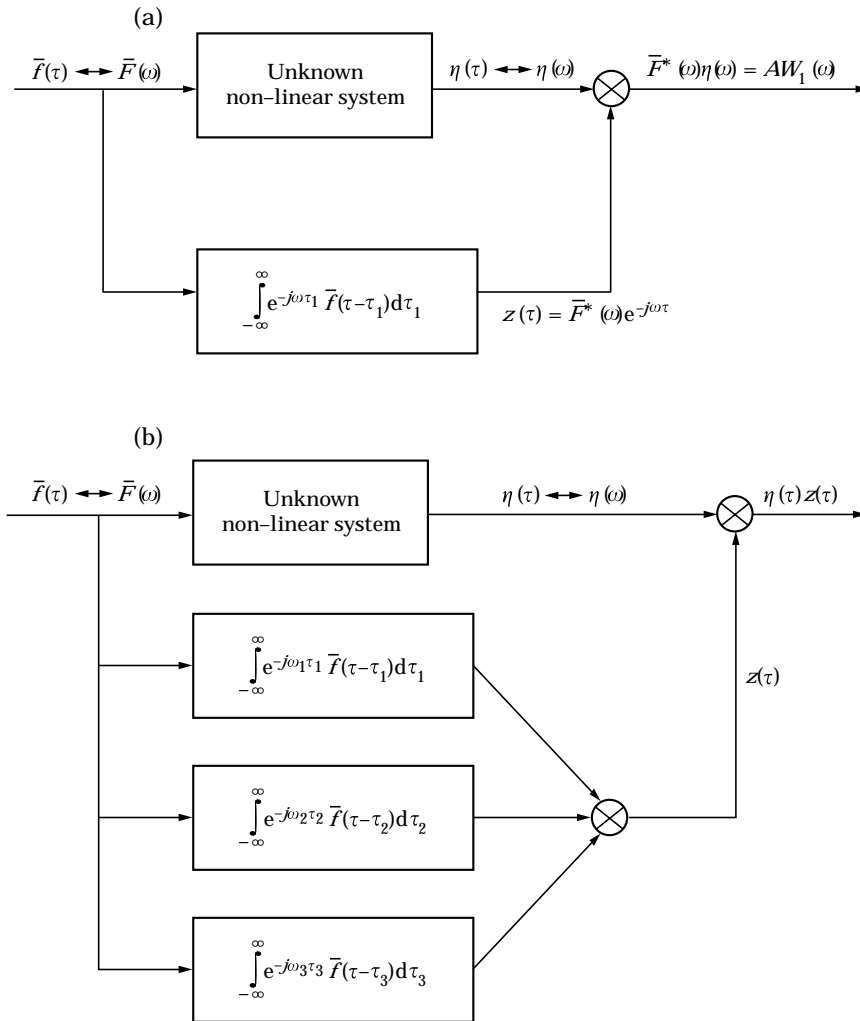 (a)
f̄(τ) ↔ F̄(ω)
Unknown
non–linear system
η(τ) ↔ η(ω)
F̄*(ω)η(ω) = AW₁(ω)
∫_{−∞}^{∞} e^{-jωτ₁} f̄(τ–τ₁)dτ₁
z(τ) = F̄*(ω)e^{-jωτ}
(b)
f̄(τ) ↔ F̄(ω)
Unknown
non–linear system
η(τ) ↔ η(ω)
η(τ)z(τ)
∫_{−∞}^{∞} e^{-jω₁τ₁} f̄(τ–τ₁)dτ₁
z(τ)
∫_{−∞}^{∞} e^{-jω₂τ₂} f̄(τ–τ₂)dτ₂
∫_{−∞}^{∞} e^{-jω₃τ₃} f̄(τ–τ₃)dτ₃